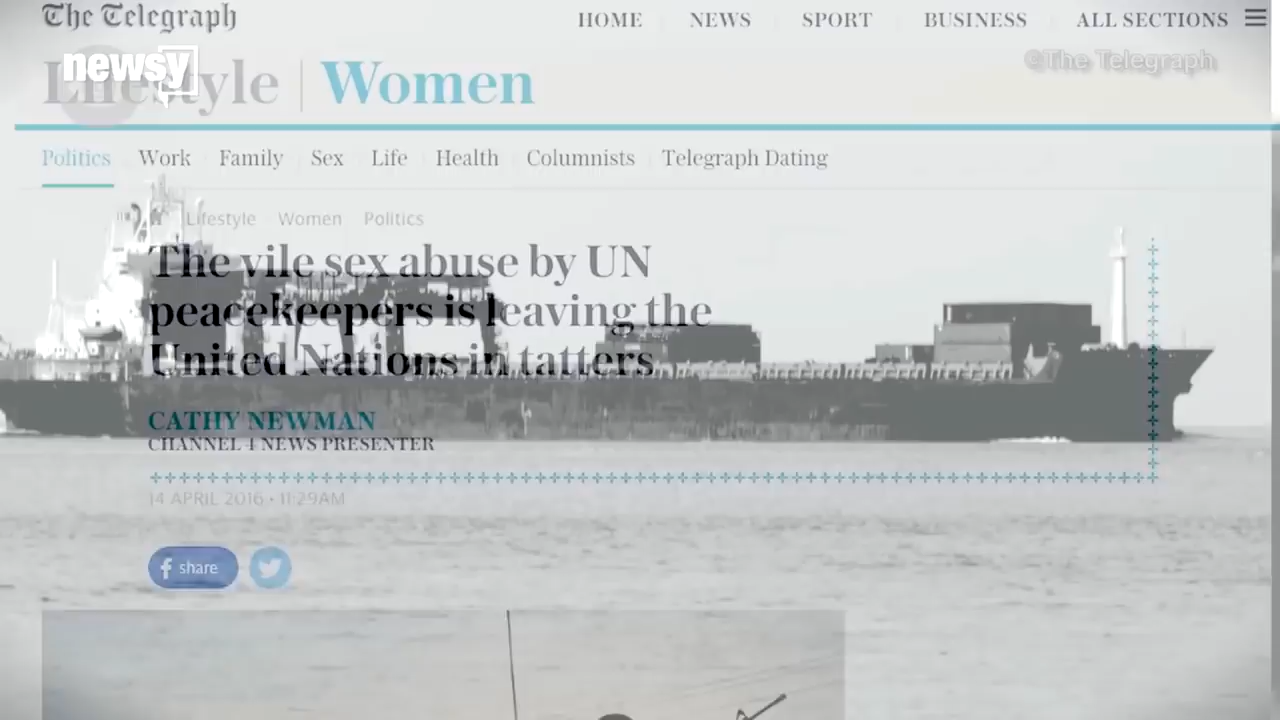 The Telegraph
HOME NEWS SPORT BUSINESS ALL SECTIONS
newsy
©The Telegraph
Lifestyle | Women
Politics Work Family Sex Life Health Columnists Telegraph Dating
Lifestyle Women Politics
The vile sex abuse by UN
peacekeepers is leaving the
United Nations in tatters
CATHY NEWMAN
CHANNEL 4 NEWS PRESENTER
14 APRIL 2016 • 11:29AM
share